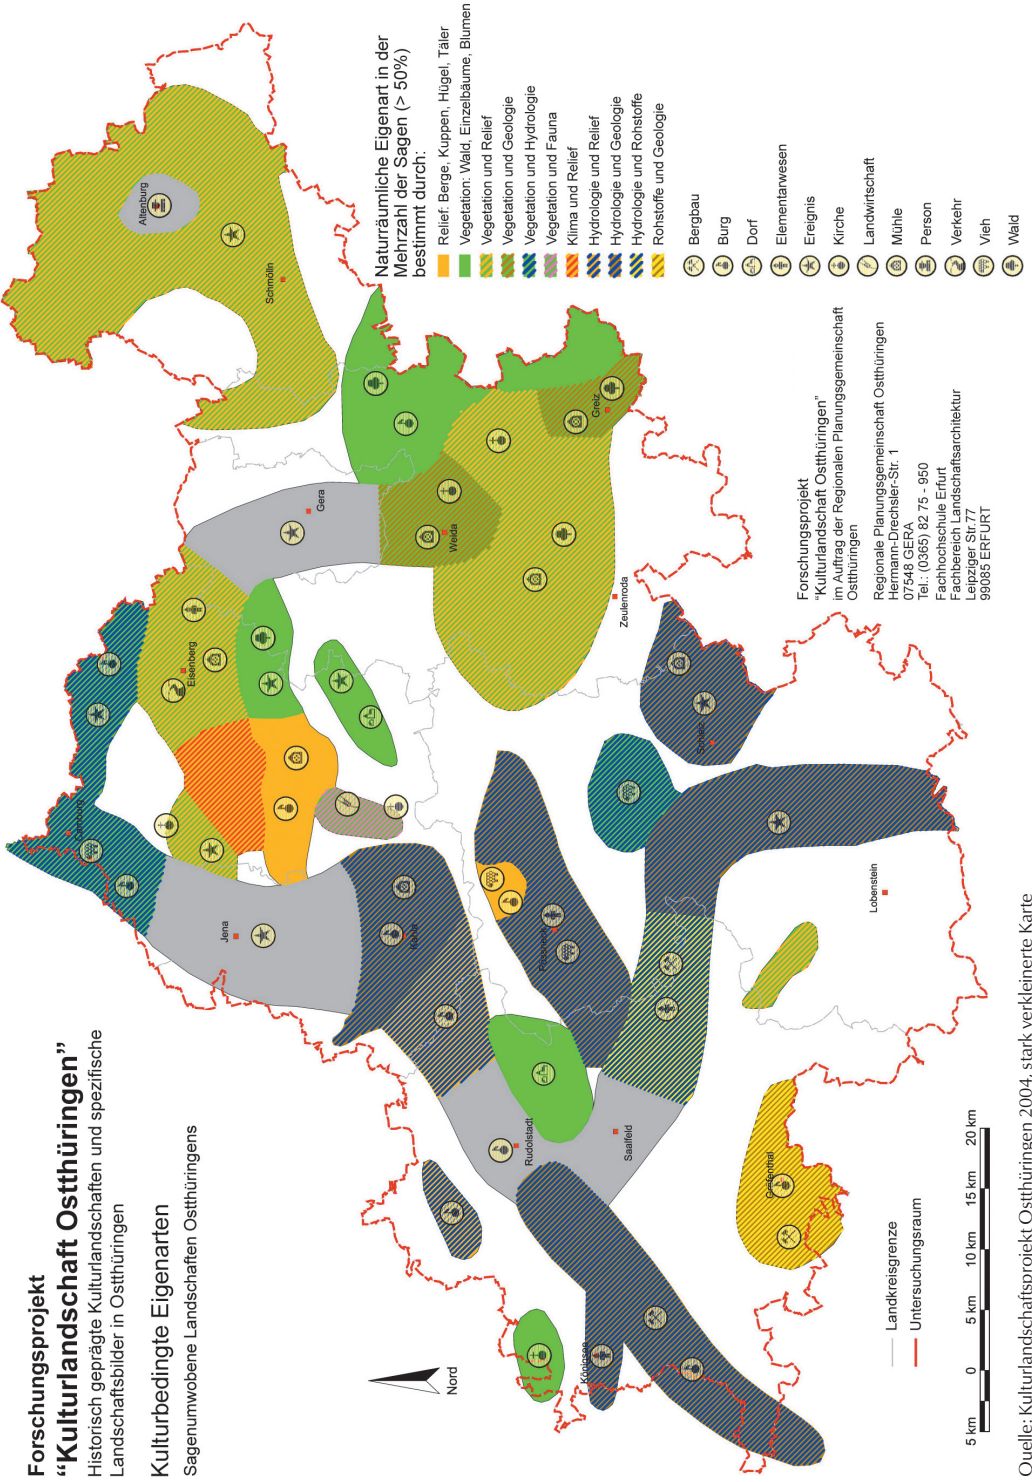 Forschungsprojekt
“Kulturlandschaft Ostthüringen”
Historisch geprägte Kulturlandschaften und spezifische
Landschaftsbilder in Ostthüringen
Kulturbedingte Eigenarten
Sagenumwobene Landschaften Ostthüringens
Nord
Altenburg
Schmölln
Gera
Eisenberg
Camburg
Jena
Kahla
Weida
Greiz
Zeulenroda
Pössneck
Rudolstadt
Saalfeld
Königsee
Schleiz
Lobenstein
Gräfenthal
Naturräumliche Eigenart in der
Mehrzahl der Sagen (> 50%)
bestimmt durch:
Relief: Berge, Kuppen, Hügel, Täler
Vegetation: Wald, Einzelbäume, Blumen
Vegetation und Relief
Vegetation und Geologie
Vegetation und Hydrologie
Vegetation und Fauna
Klima und Relief
Hydrologie und Relief
Hydrologie und Geologie
Hydrologie und Rohstoffe
Rohstoffe und Geologie
Bergbau
Burg
Dorf
Elementarwesen
Ereignis
Kirche
Landwirtschaft
Mühle
Person
Verkehr
Vieh
Wald
Forschungsprojekt
“Kulturlandschaft Ostthüringen”
im Auftrag der Regionalen Planungsgemeinschaft
Ostthüringen
Regionale Planungsgemeinschaft Ostthüringen
Hermann-Drechsler-Str. 1
07548 GERA
Tel.: (0365) 82 75 - 950
Fachhochschule Erfurt
Fachbereich Landschaftsarchitektur
Leipziger Str.77
99085 ERFURT
Landkreisgrenze
Untersuchungsraum
5 km 0 5 km 10 km 15 km 20 km
Quelle: Kulturlandschaftsprojekt Ostthüringen 2004, stark verkleinerte Karte